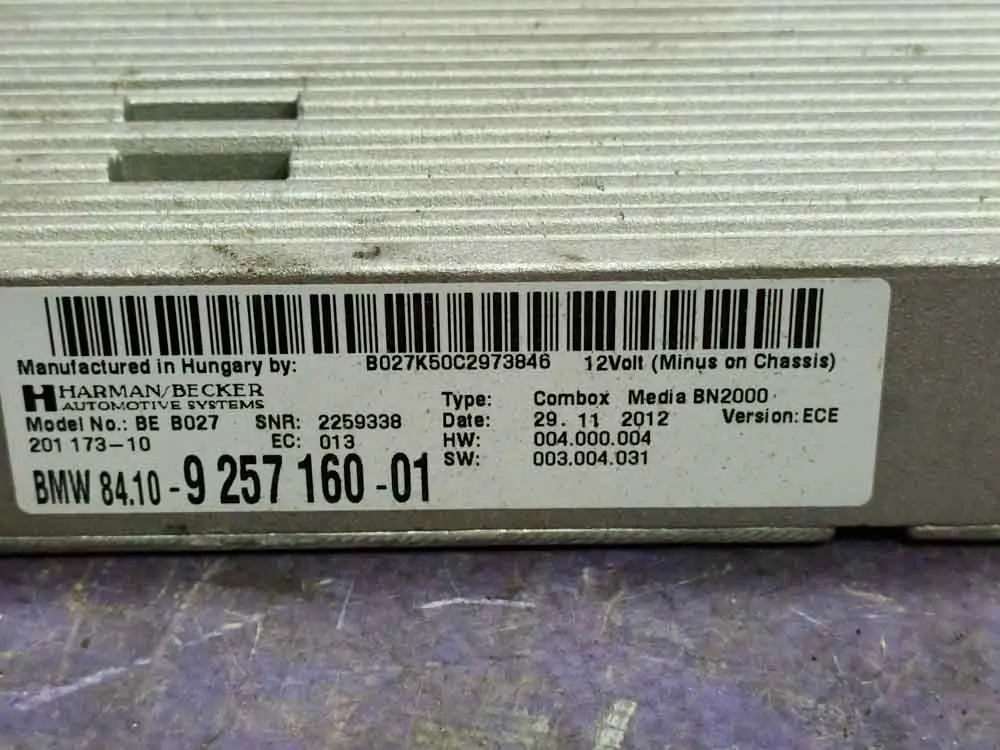 B027K50C2973846 12Volt (Minus on Chassis)
Manufactured in Hungary by:
HARMAN/BECKER
AUTOMOTIVE SYSTEMS
Model No.: BE B027 SNR: 2259338
201 173-10 EC: 013
BMW 84.10 - 9 257 160 - 01
Type: Combox Media BN2000
Date: 29. 11 2012 Version: ECE
HW: 004.000.004
SW: 003.004.031